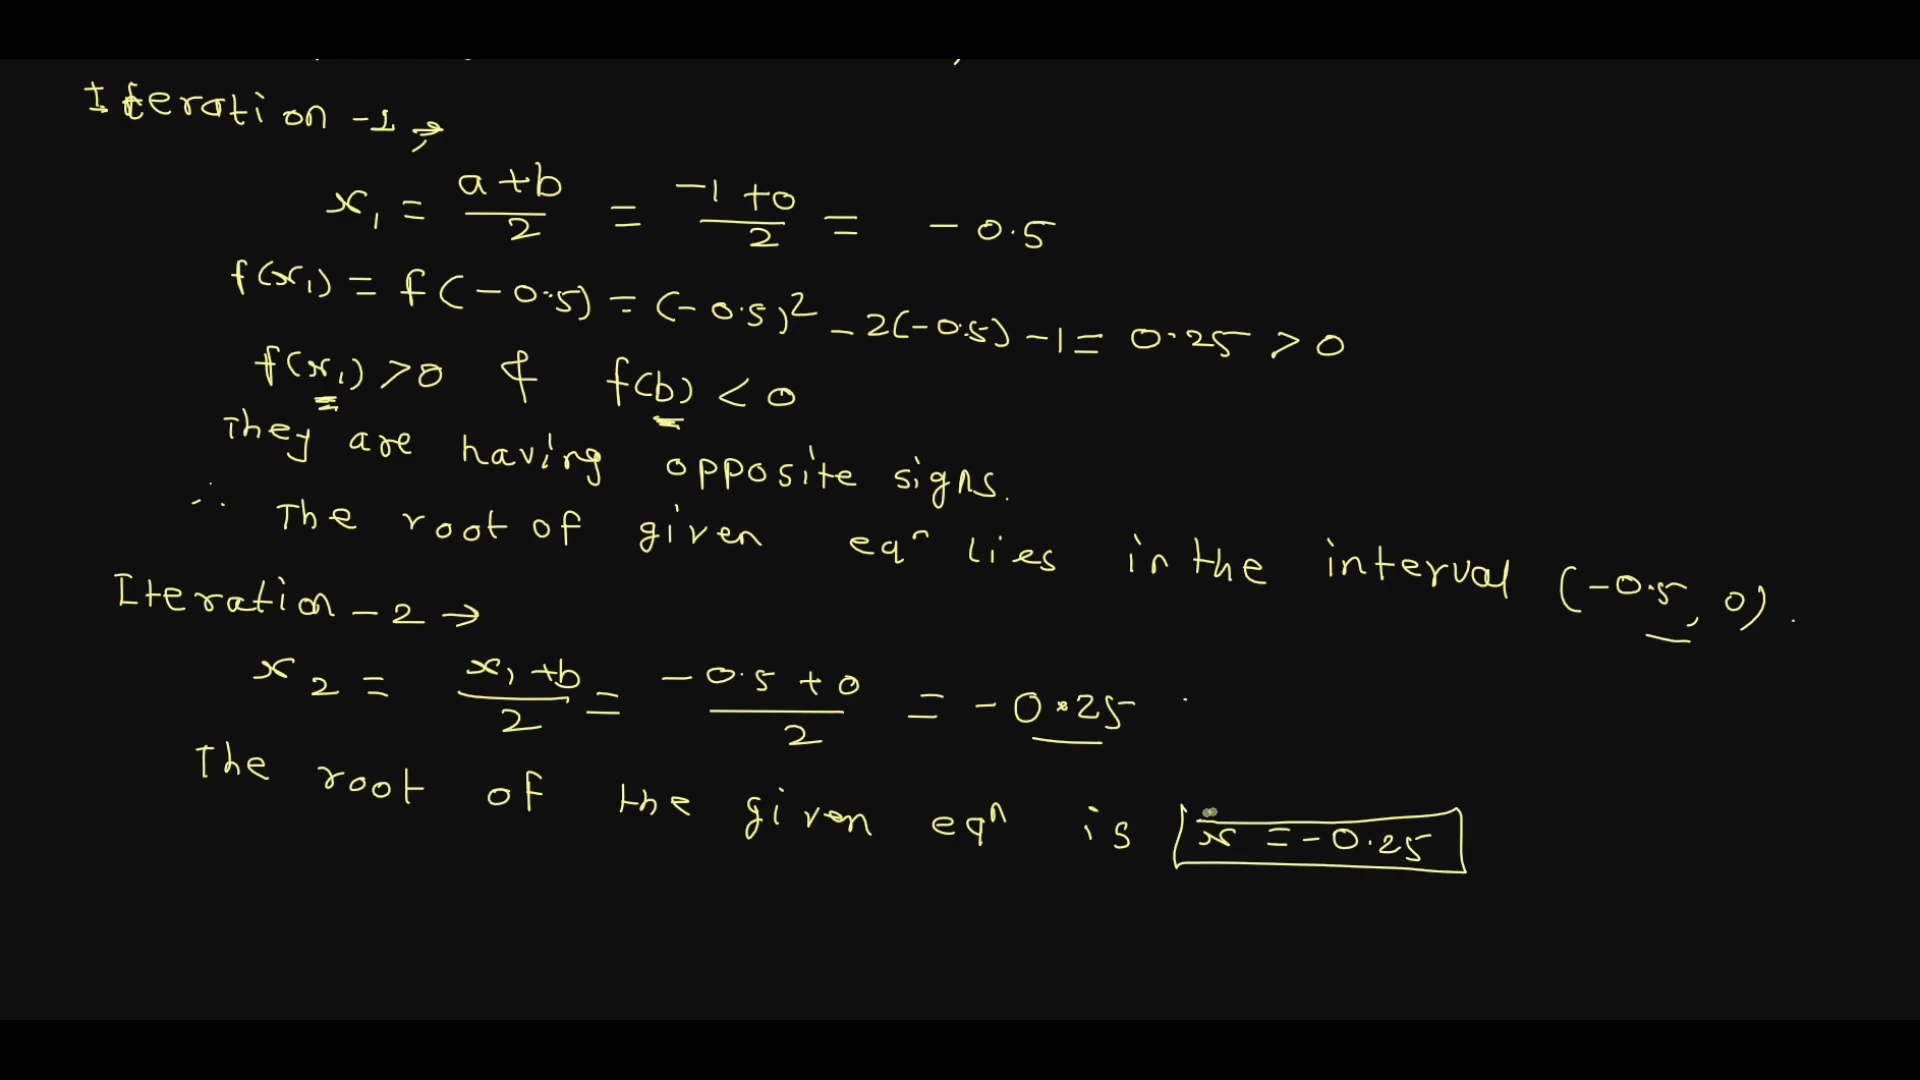 Iteration -1 →
x₁ = a+b/2 = -1+0/2 = -0.5
f(x₁) = f(-0.5) = (-0.5)² - 2(-0.5) -1 = 0.25 > 0
f(x₁) > 0 & f(b) < 0
They are having opposite signs.
∴ The root of given eqⁿ lies in the interval (-0.5, 0).
Iteration - 2 →
x₂ = x₁+b/2 = -0.5+0/2 = -0.25
The root of the given eqⁿ is x = -0.25